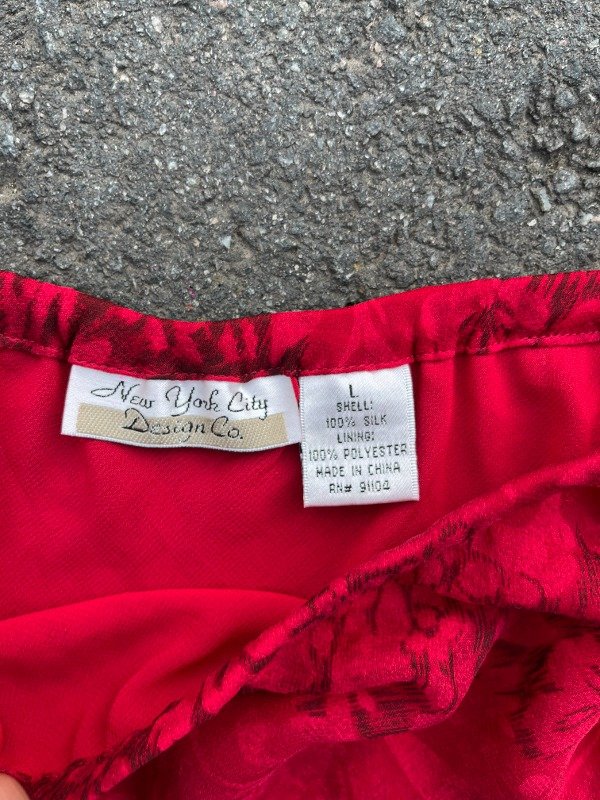 New York City
Design Co.
L
SHELL:
100% SILK
LINING:
100% POLYESTER
MADE IN CHINA
RN# 91104